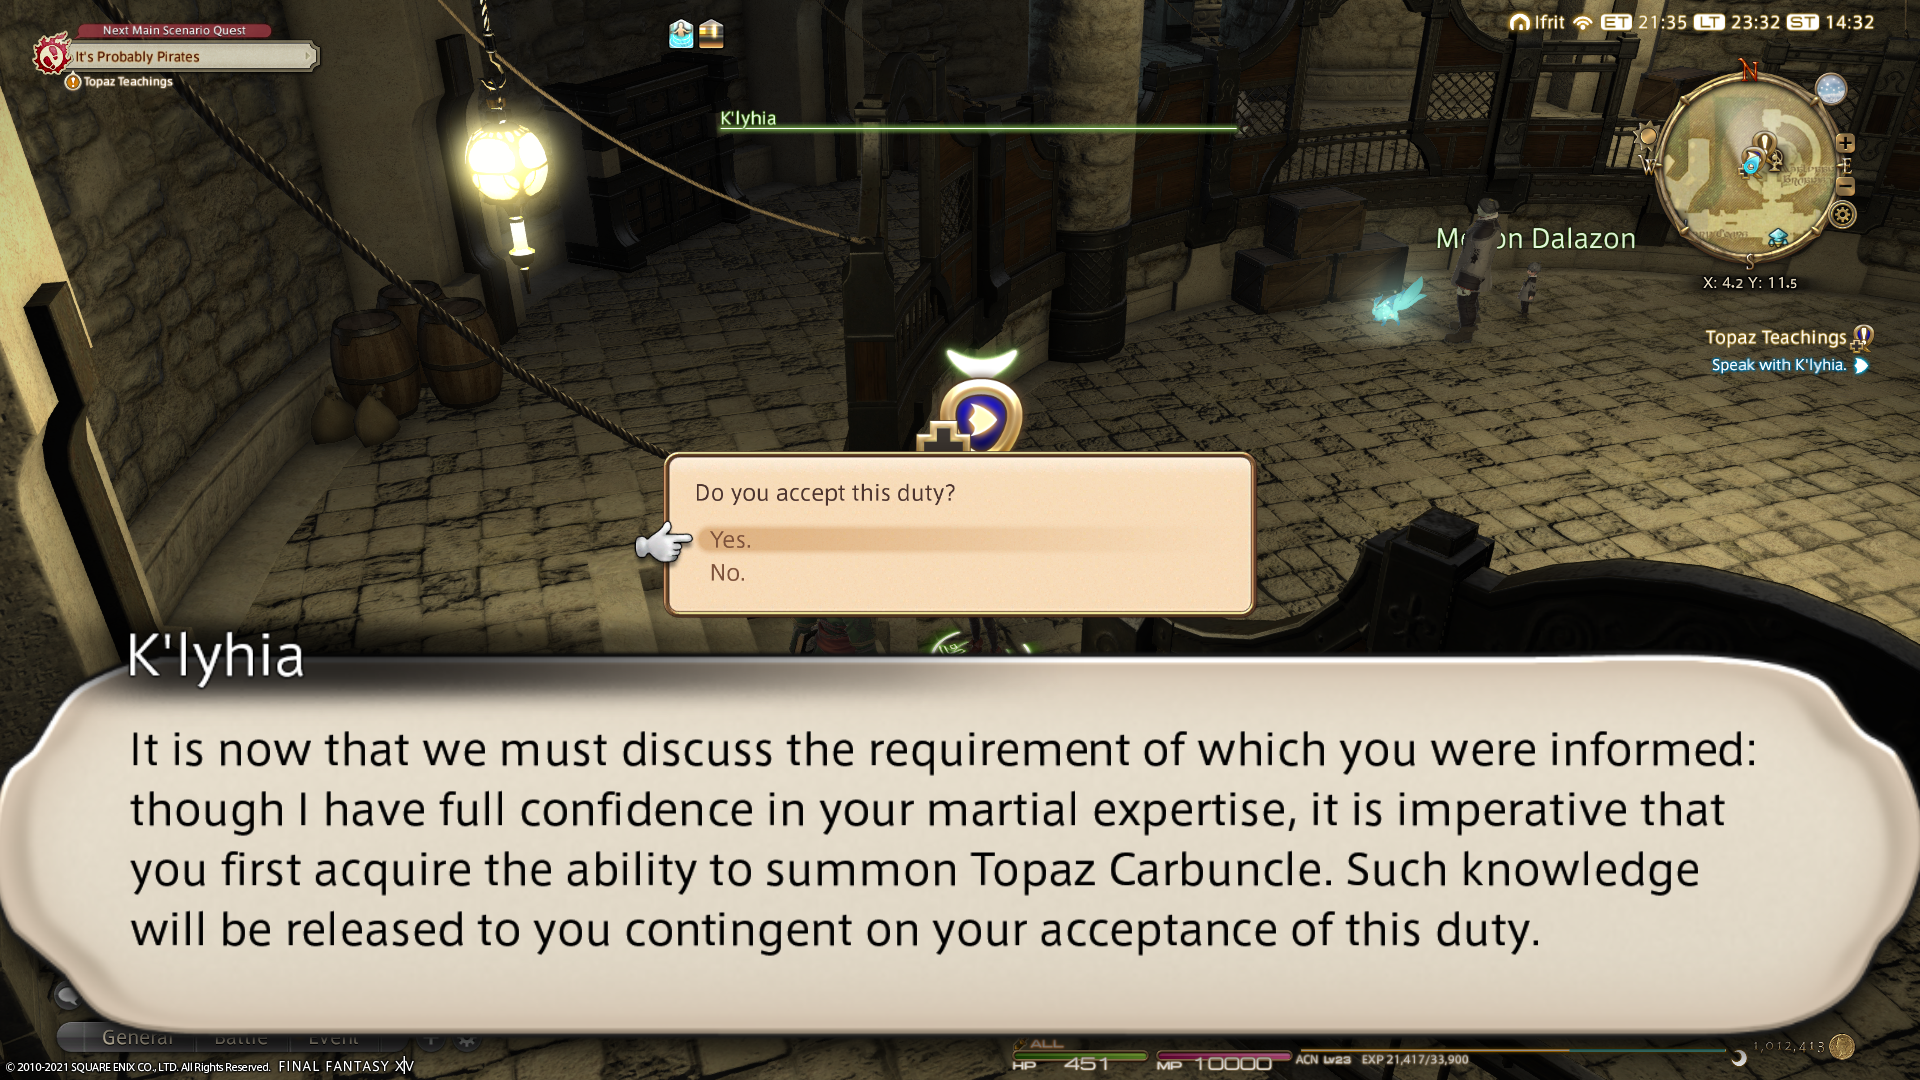 Next Main Scenario Quest
It's Probably Pirates
Topaz Teachings
Ifrit ET 21:35 LT 23:32 ST 14:32
N
W
E
S
X: 4.2 Y: 11.5
K'lyhia
Dalazon
Topaz Teachings
Speak with K'lyhia.
Do you accept this duty?
Yes.
No.
K'lyhia
It is now that we must discuss the requirement of which you were informed:
though I have full confidence in your martial expertise, it is imperative that
you first acquire the ability to summon Topaz Carbuncle. Such knowledge
will be released to you contingent on your acceptance of this duty.
General Battle Event
ALL
HP 451 MP 10000 ACN Lv23 EXP 21,417/33,900
1,012,413
© 2010-2021 SQUARE ENIX CO., LTD. All Rights Reserved. FINAL FANTASY XIV